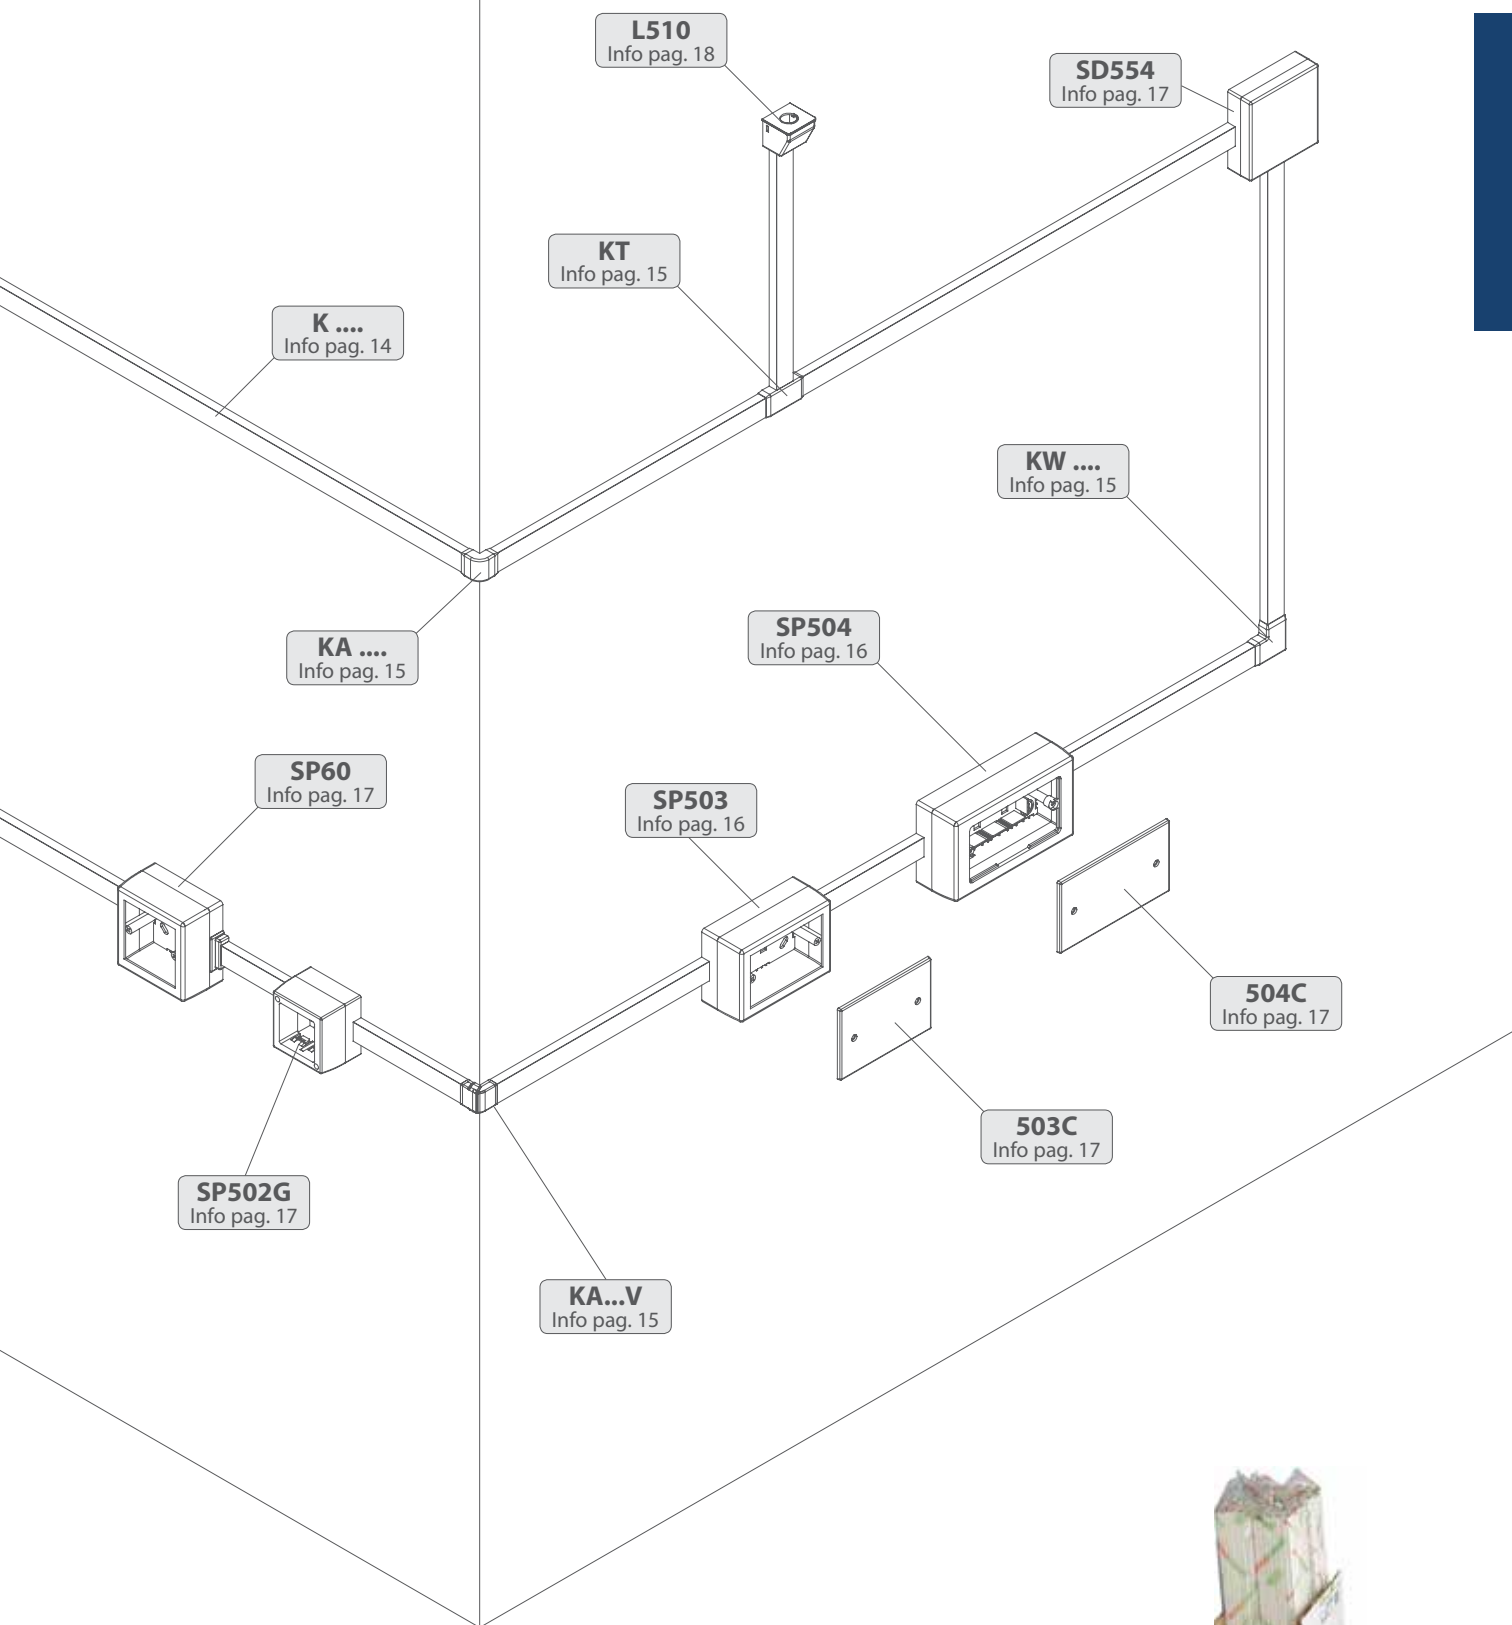 L510
Info pag. 18
SD554
Info pag. 17
KT
Info pag. 15
K ....
Info pag. 14
KW ....
Info pag. 15
KA ....
Info pag. 15
SP504
Info pag. 16
SP60
Info pag. 17
SP503
Info pag. 16
504C
Info pag. 17
503C
Info pag. 17
SP502G
Info pag. 17
KA...V
Info pag. 15